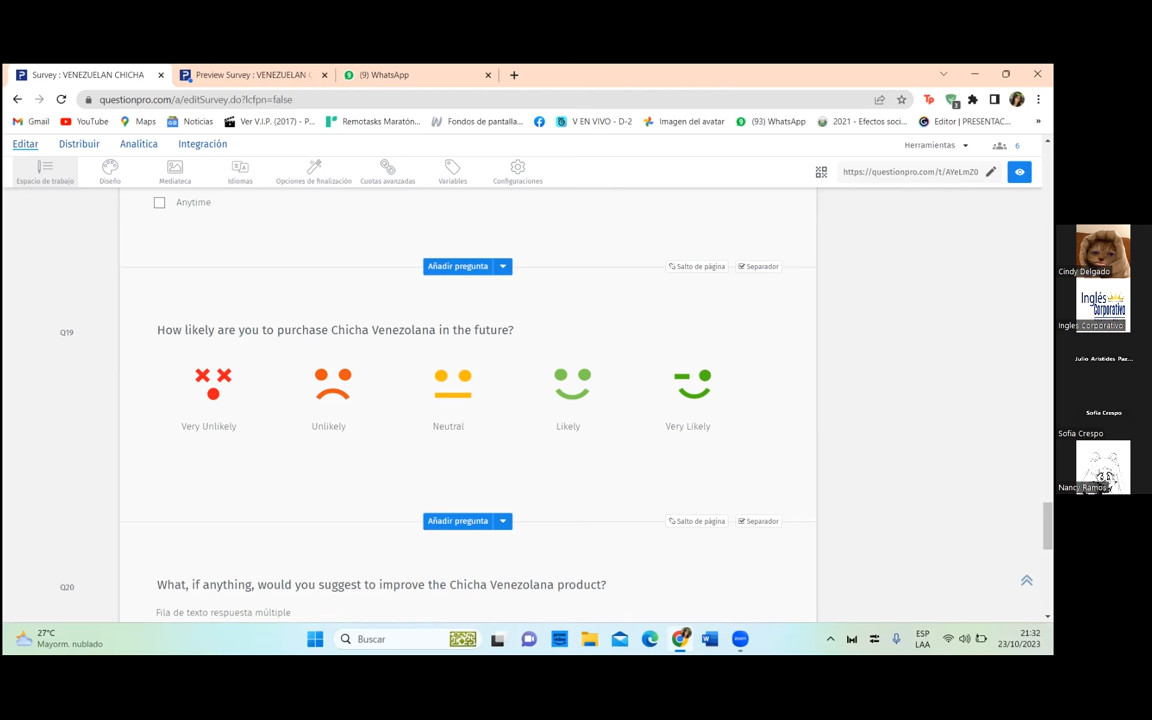 Survey : VENEZUELAN CHICHA
Preview Survey : VENEZUELAN C
(9) WhatsApp
questionpro.com/a/editSurvey.do?lcfpn=false
Gmail
YouTube
Maps
Noticias
Ver V.I.P. (2017) - P...
Remotasks Maratón...
Fondos de pantalla...
V EN VIVO - D-2
Imagen del avatar
(93) WhatsApp
2021 - Efectos soci...
Editor | PRESENTAC...
»
Editar
Distribuir
Analítica
Integración
Herramientas
6
Espacio de trabajo
Diseño
Mediateca
Idiomas
Opciones de finalización
Cuotas avanzadas
Variables
Configuraciones
https://questionpro.com/t/AYeLmZ0
Anytime
Añadir pregunta
Salto de página
Separador
Q19
How likely are you to purchase Chicha Venezolana in the future?
Very Unlikely
Unlikely
Neutral
Likely
Very Likely
Añadir pregunta
Salto de página
Separador
Q20
What, if anything, would you suggest to improve the Chicha Venezolana product?
Fila de texto respuesta múltiple
27°C
Mayorm. nublado
Buscar
ESP
LAA
21:32
23/10/2023
Cindy Delgado
Inglés
Corporativo
Ingles Corporativo
Julio Aristides Paz...
Sofia Crespo
Sofia Crespo
Nancy Ramos